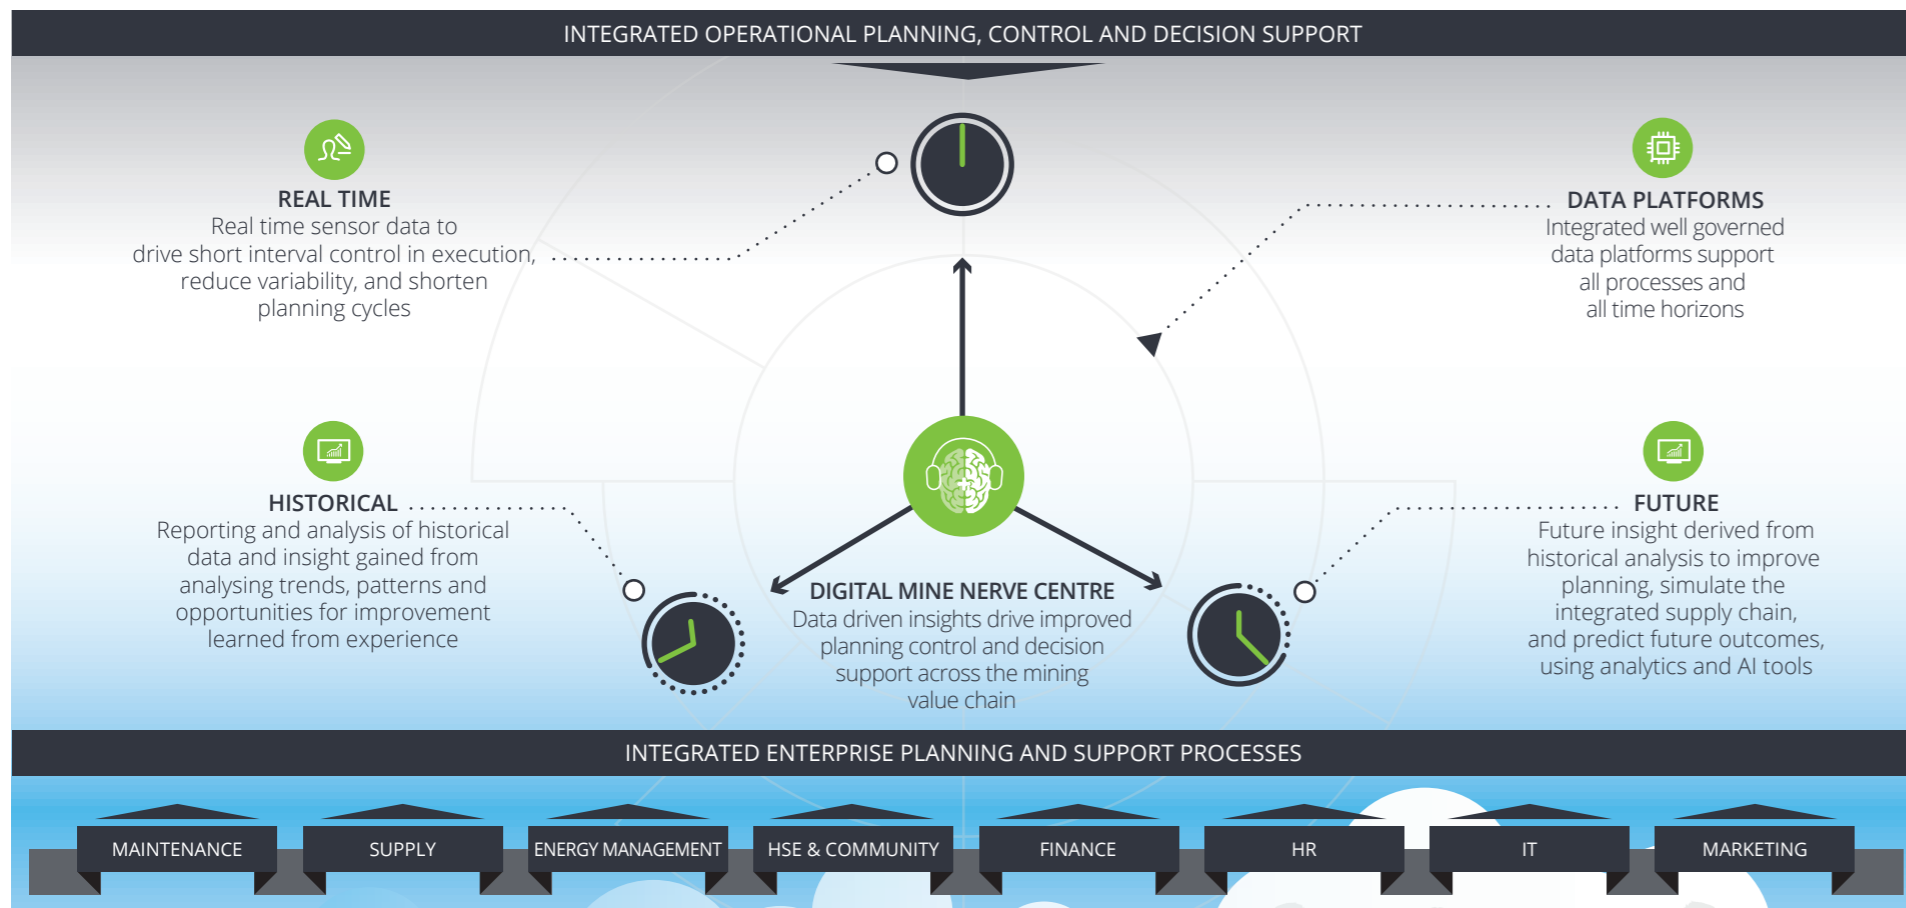 INTEGRATED OPERATIONAL PLANNING, CONTROL AND DECISION SUPPORT
REAL TIME
Real time sensor data to
drive short interval control in execution,
reduce variability, and shorten
planning cycles
DATA PLATFORMS
Integrated well governed
data platforms support
all processes and
all time horizons
HISTORICAL
Reporting and analysis of historical
data and insight gained from
analysing trends, patterns and
opportunities for improvement
learned from experience
DIGITAL MINE NERVE CENTRE
Data driven insights drive improved
planning control and decision
support across the mining
value chain
FUTURE
Future insight derived from
historical analysis to improve
planning, simulate the
integrated supply chain,
and predict future outcomes,
using analytics and AI tools
INTEGRATED ENTERPRISE PLANNING AND SUPPORT PROCESSES
MAINTENANCE
SUPPLY
ENERGY MANAGEMENT
HSE & COMMUNITY
FINANCE
HR
IT
MARKETING